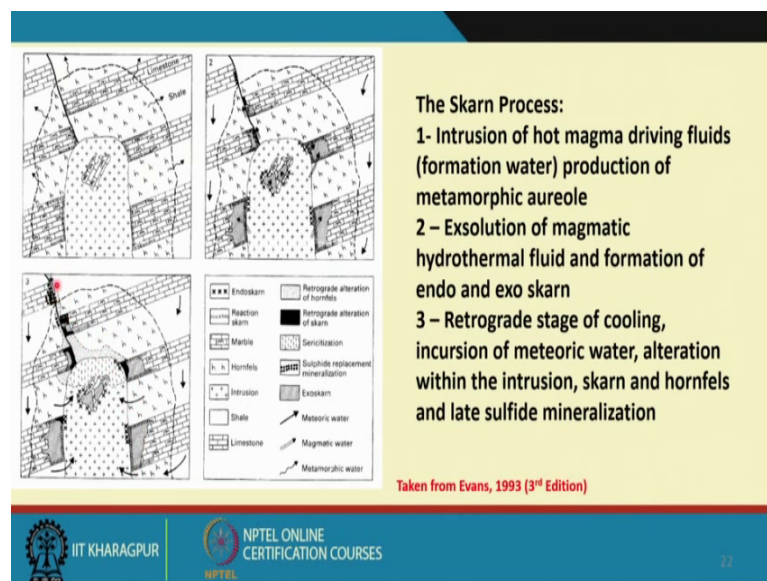 1
Limestone
Shale
2
3
Endoskarn
Reaction
skarn
Marble
Hornfels
Intrusion
Shale
Limestone
Retrograde alteration
of hornfels
Retrograde alteration
of skarn
Sericitization
Sulphide replacement
mineralization
Exoskarn
Meteoric water
Magmatic water
Metamorphic water
The Skarn Process:
1- Intrusion of hot magma driving fluids
(formation water) production of
metamorphic aureole
2 – Exsolution of magmatic
hydrothermal fluid and formation of
endo and exo skarn
3 – Retrograde stage of cooling,
incursion of meteoric water, alteration
within the intrusion, skarn and hornfels
and late sulfide mineralization
Taken from Evans, 1993 (3rd Edition)
IIT KHARAGPUR
NPTEL
NPTEL ONLINE
CERTIFICATION COURSES
22